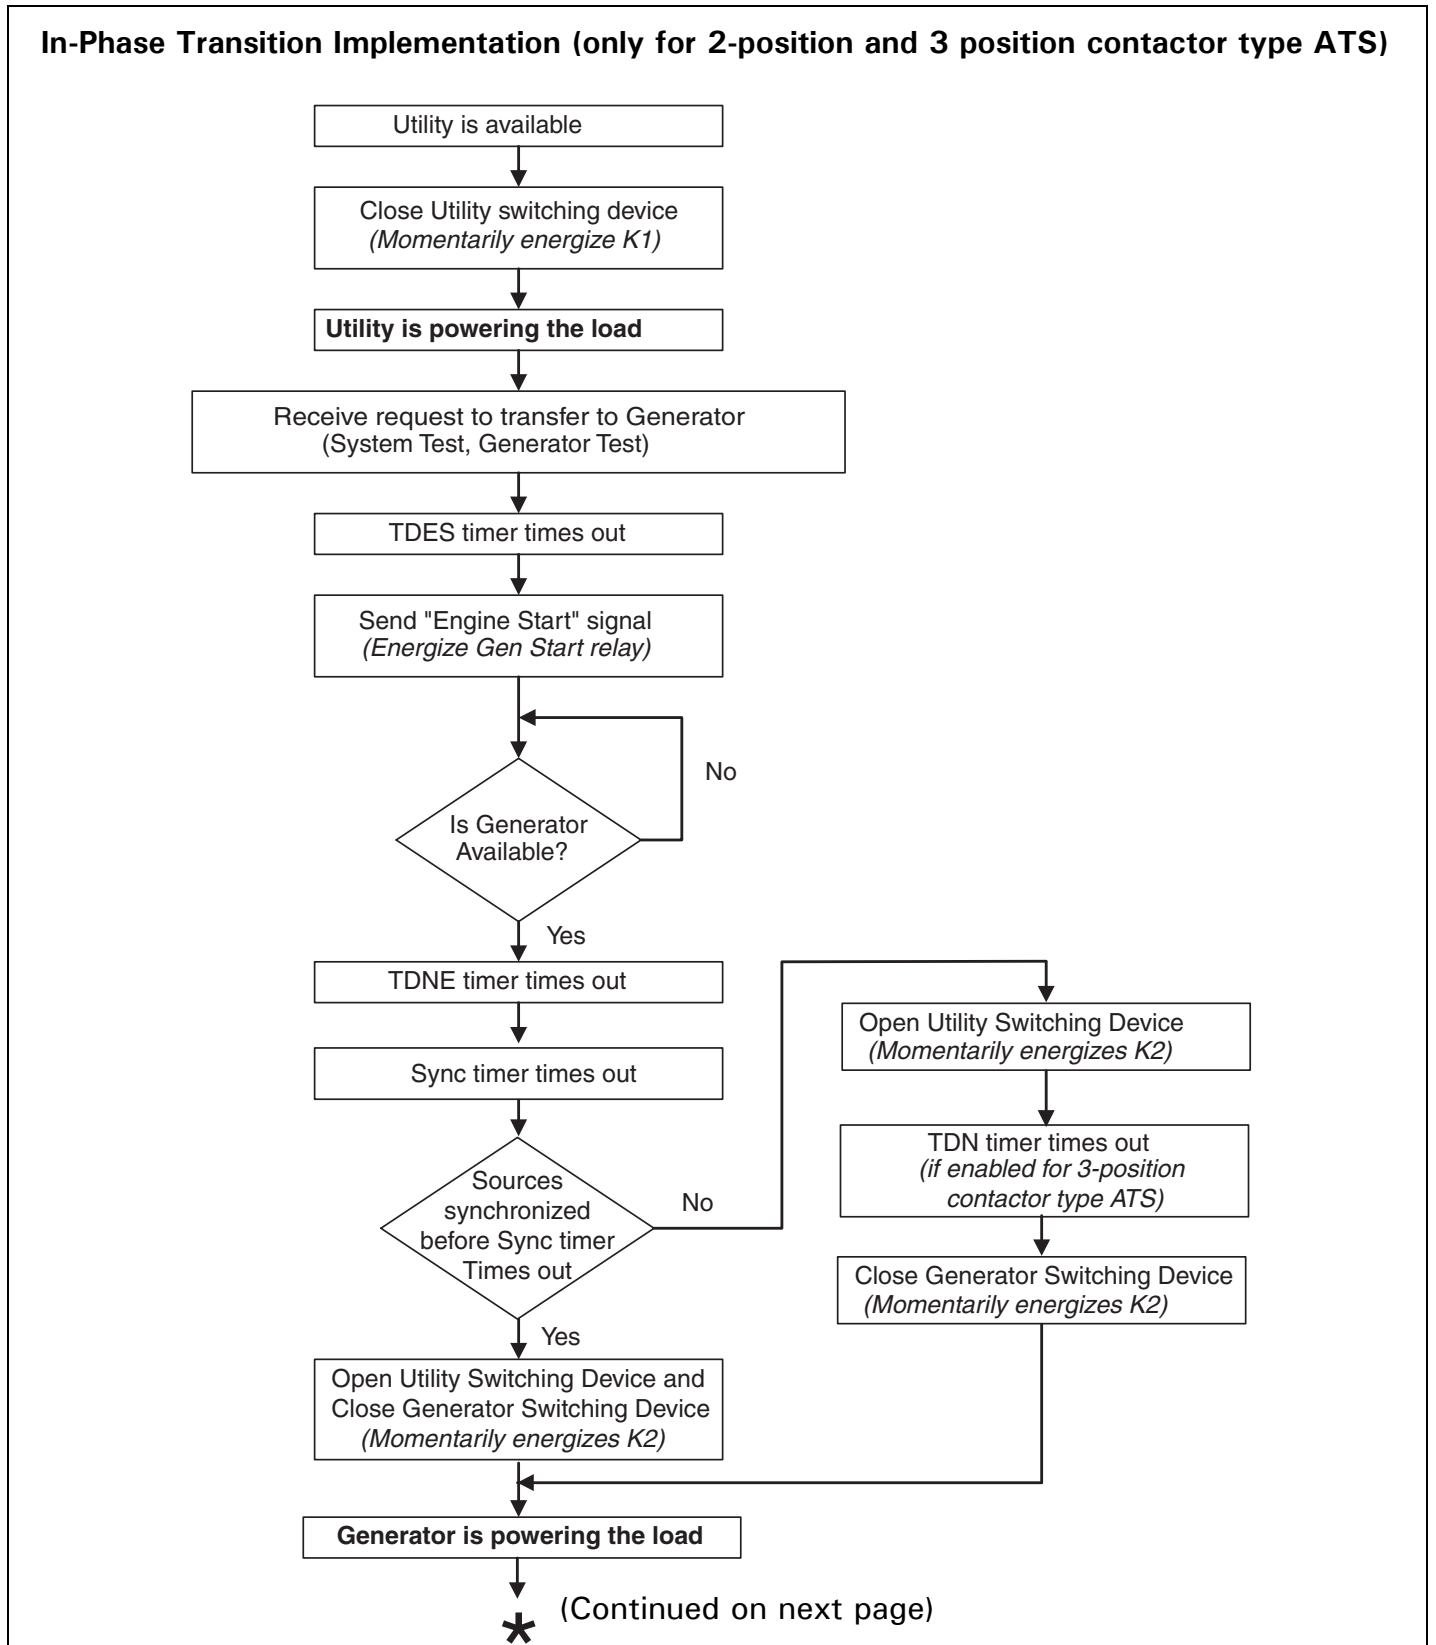 In-Phase Transition Implementation (only for 2-position and 3 position contactor type ATS)
Utility is available
Close Utility switching device
(Momentarily energize K1)
Utility is powering the load
Receive request to transfer to Generator
(System Test, Generator Test)
TDES timer times out
Send "Engine Start" signal
(Energize Gen Start relay)
No
Is Generator
Available?
Yes
TDNE timer times out
Sync timer times out
Sources
synchronized
before Sync timer
Times out
No
Open Utility Switching Device
(Momentarily energizes K2)
TDN timer times out
(if enabled for 3-position
contactor type ATS)
Close Generator Switching Device
(Momentarily energizes K2)
Yes
Open Utility Switching Device and
Close Generator Switching Device
(Momentarily energizes K2)
Generator is powering the load
(Continued on next page)
*